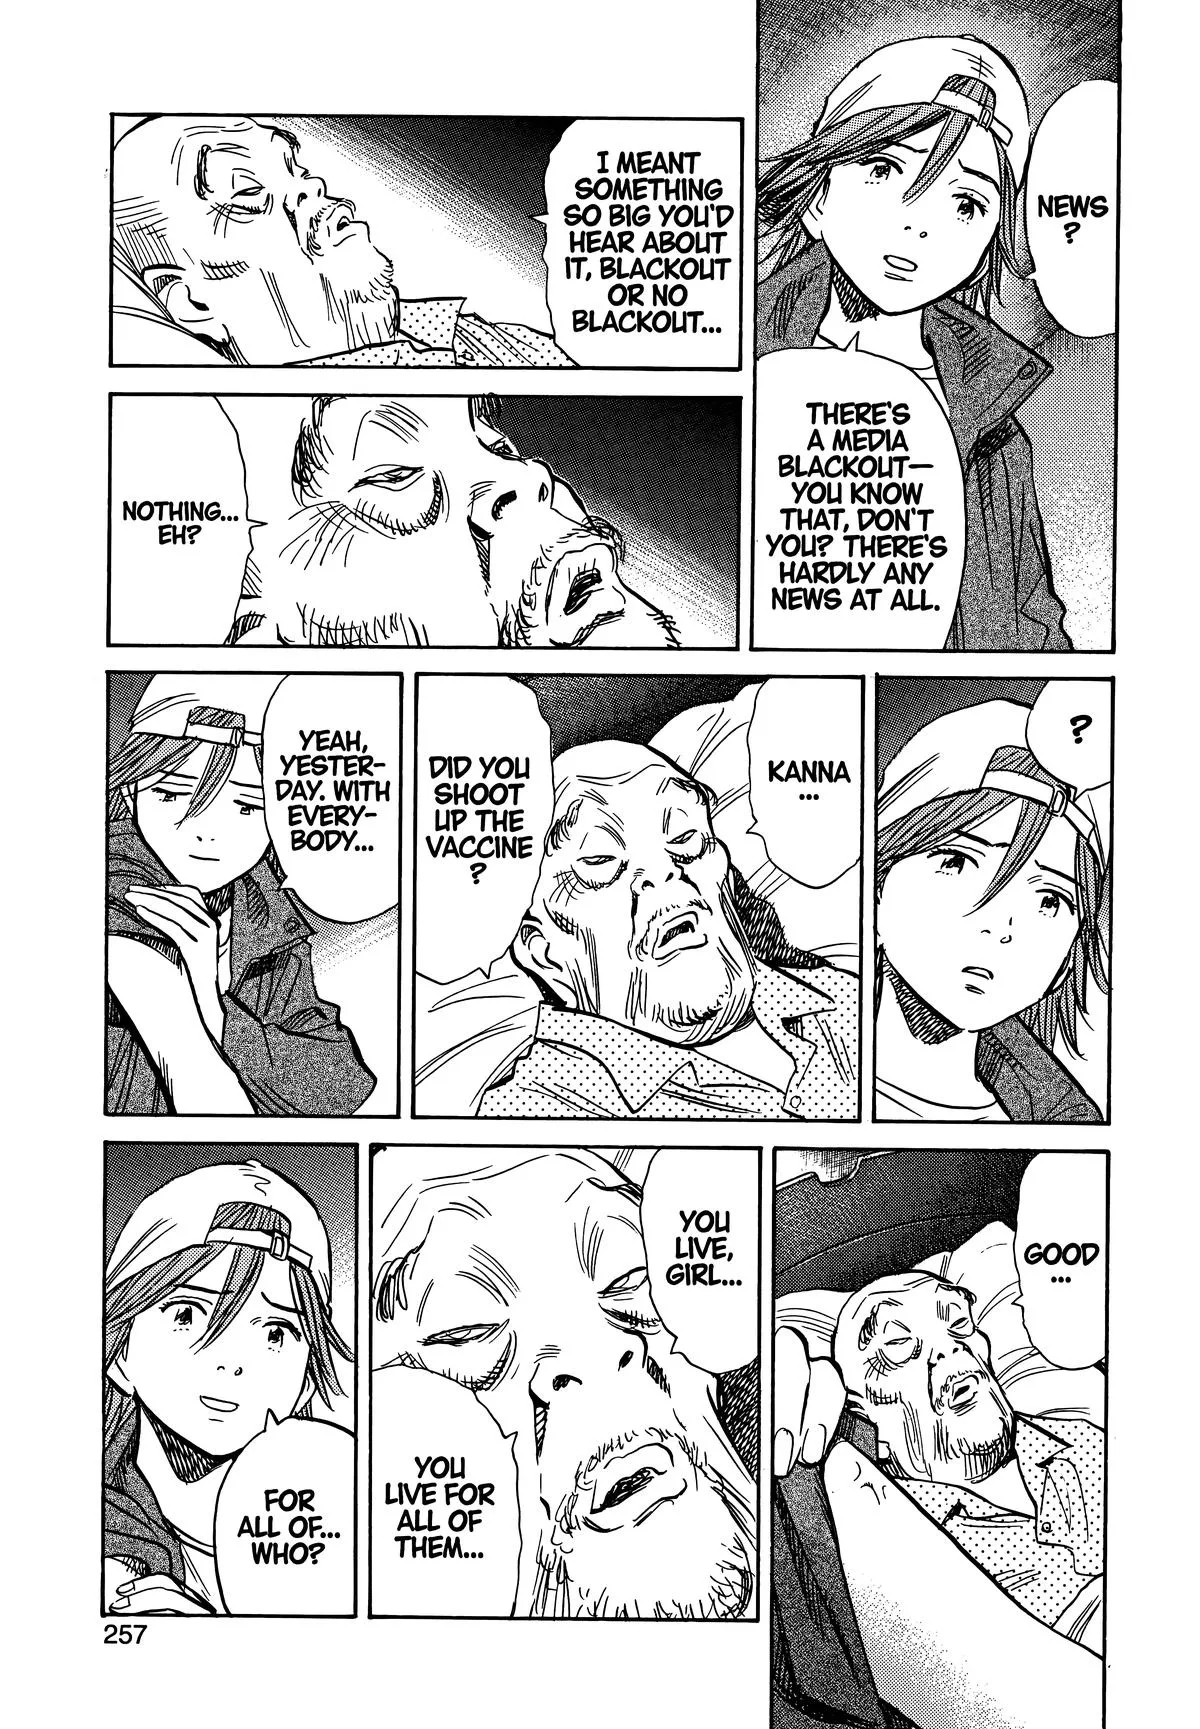 NEWS
?
THERE'S
A MEDIA
BLACKOUT—
YOU KNOW
THAT, DON'T
YOU? THERE'S
HARDLY ANY
NEWS AT ALL.
I MEANT
SOMETHING
SO BIG YOU'D
HEAR ABOUT
IT, BLACKOUT
OR NO
BLACKOUT...
NOTHING...
EH?
?
KANNA
...
DID YOU
SHOOT
UP THE
VACCINE
?
YEAH,
YESTER-
DAY. WITH
EVERY-
BODY...
GOOD
...
YOU
LIVE,
GIRL...
YOU
LIVE FOR
ALL OF
THEM...
FOR
ALL OF...
WHO?
257